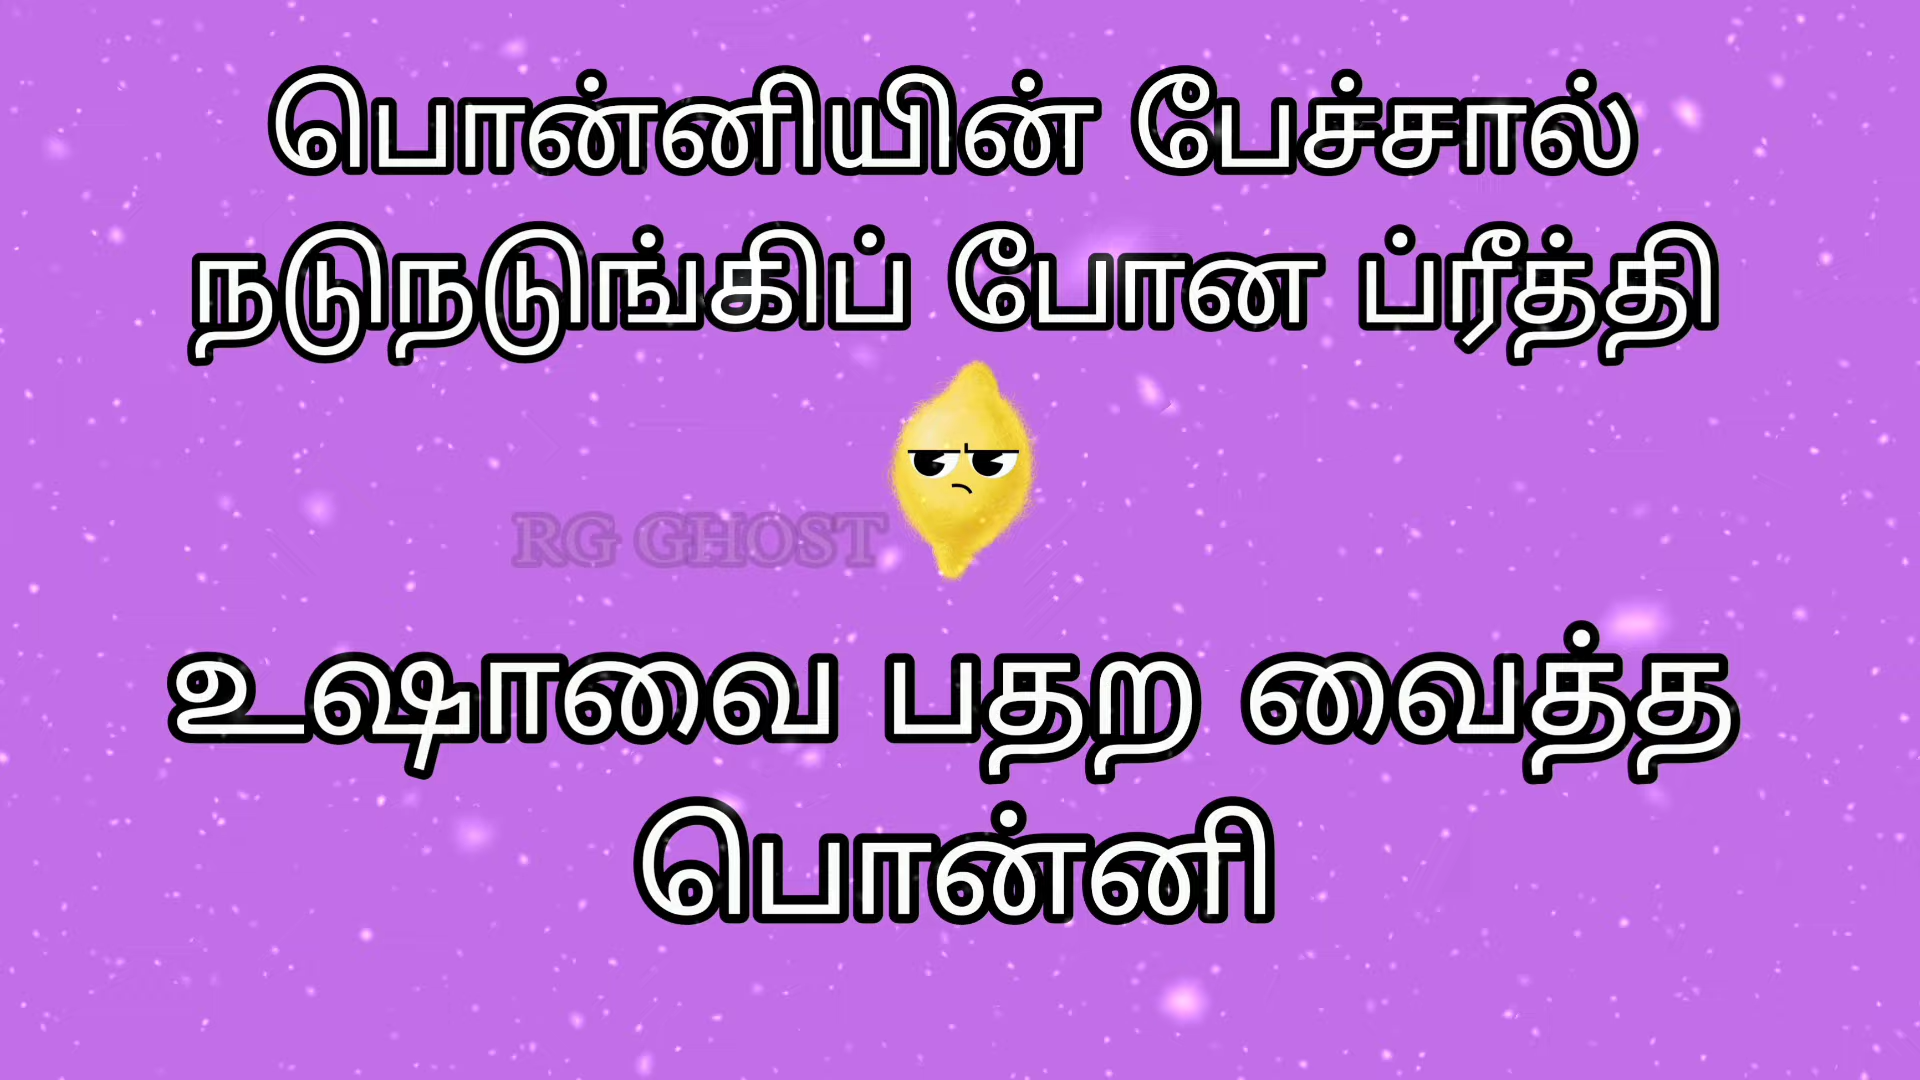 பொன்னியின் பேச்சால்
நடுநடுங்கிப் போன ப்ரீத்தி
RG GHOST
உஷாவை பதற வைத்த
பொன்னி